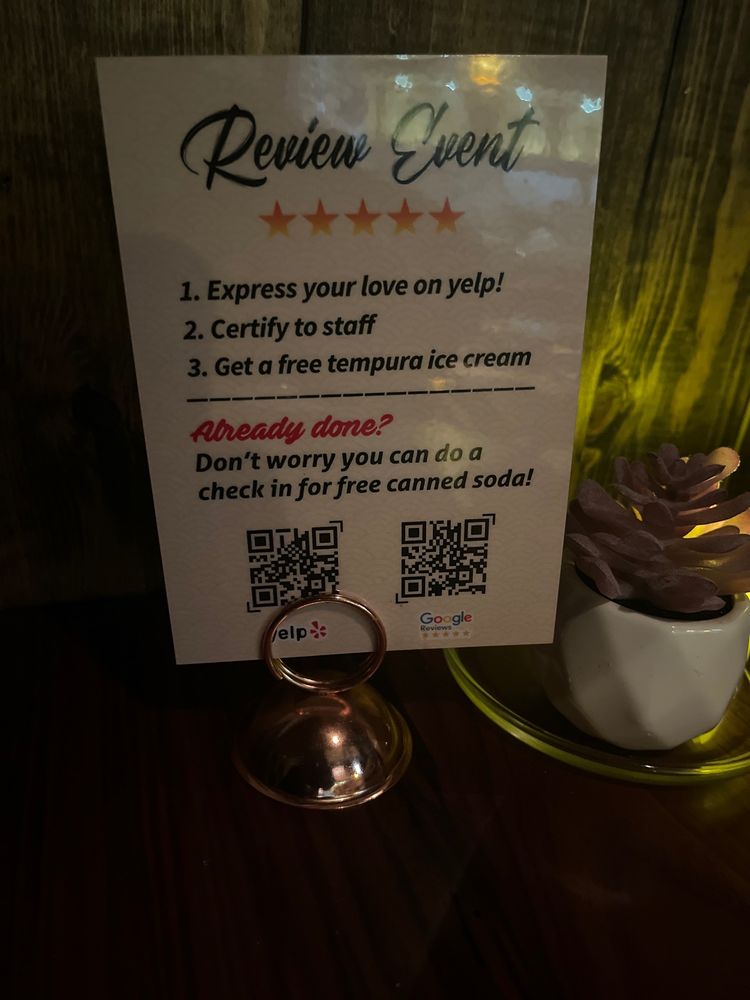 Review Event
1. Express your love on yelp!
2. Certify to staff
3. Get a free tempura ice cream
Already done?
Don't worry you can do a
check in for free canned soda!
yelp
Google
Reviews